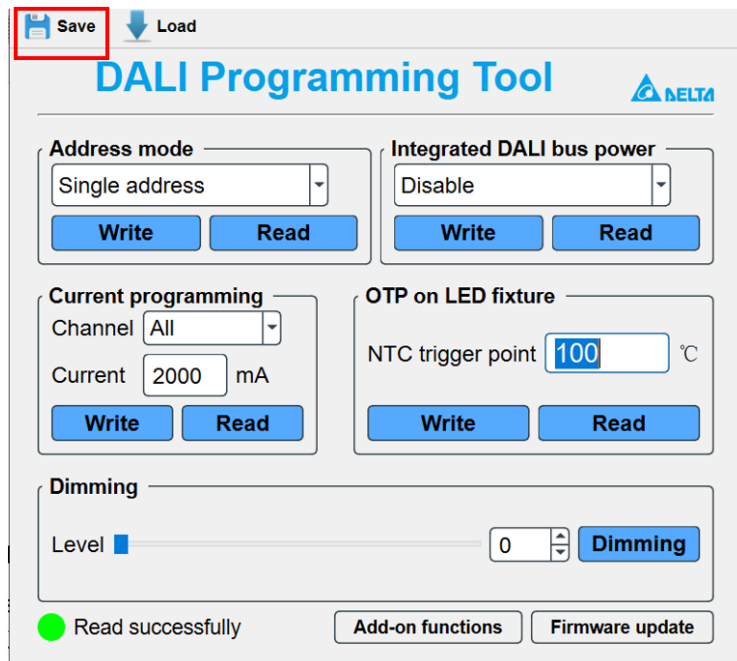 Save Load
DALI Programming Tool
DELTA
Address mode
Single address
Write Read
Integrated DALI bus power
Disable
Write Read
Current programming
Channel All
Current 2000 mA
Write Read
OTP on LED fixture
NTC trigger point 100 ℃
Write Read
Dimming
Level 0 Dimming
Read successfully Add-on functions Firmware update